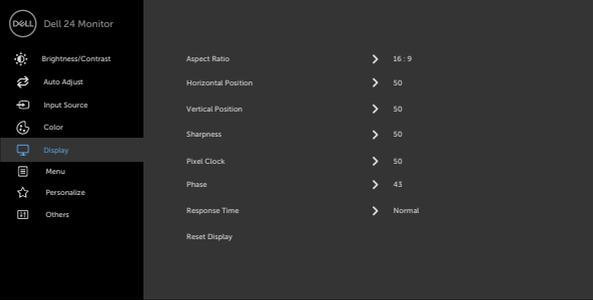 DELL Dell 24 Monitor
Brightness/Contrast
Auto Adjust
Input Source
Color
Display
Menu
Personalize
Others
Aspect Ratio 16 : 9
Horizontal Position 50
Vertical Position 50
Sharpness 50
Pixel Clock 50
Phase 43
Response Time Normal
Reset Display